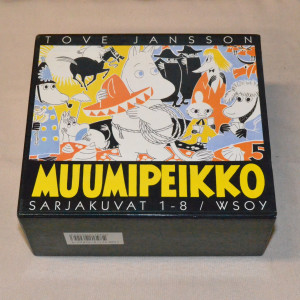 TOVE JANSSON
MUUMIPEIKKO
SARJAKUVAT 1-8 / WSOY